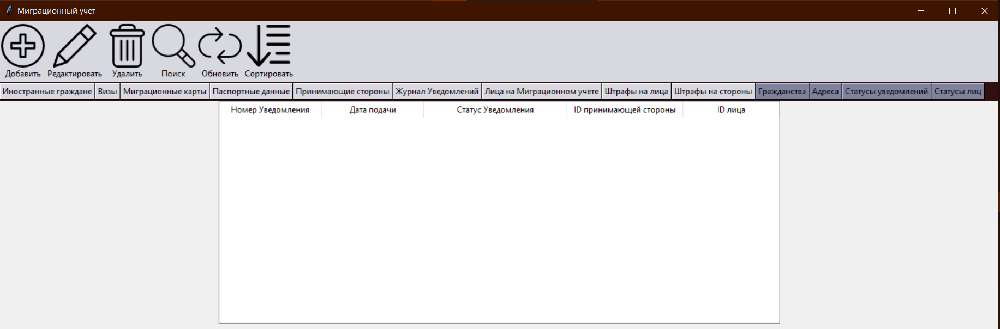 Миграционный учет
Добавить Редактировать Удалить Поиск Обновить Сортировать
Иностранные граждане Визы Миграционные карты Паспортные данные Принимающие стороны Журнал Уведомлений Лица на Миграционном учете Штрафы на лица Штрафы на стороны Гражданства Адреса Статусы уведомлений Статусы лиц
Номер Уведомления Дата подачи Статус Уведомления ID принимающей стороны ID лица